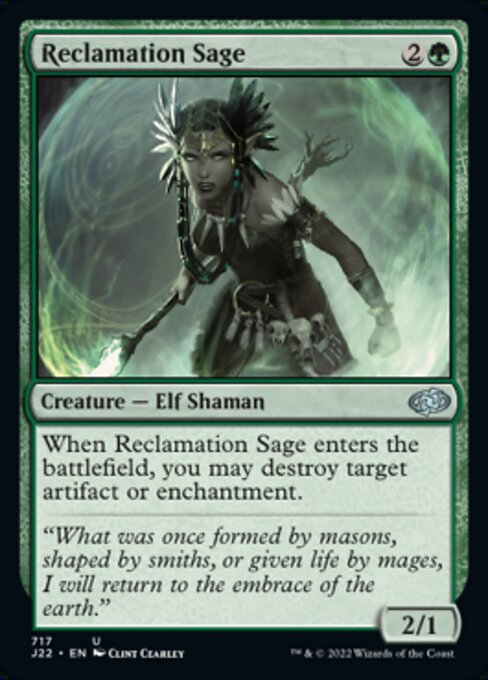 Reclamation Sage 2
Creature — Elf Shaman
When Reclamation Sage enters the
battlefield, you may destroy target
artifact or enchantment.
“What was once formed by masons,
shaped by smiths, or given life by mages,
I will return to the embrace of the
earth.”
2/1
717 U
J22 • EN Clint Cearley
™ & © 2022 Wizards of the Coast